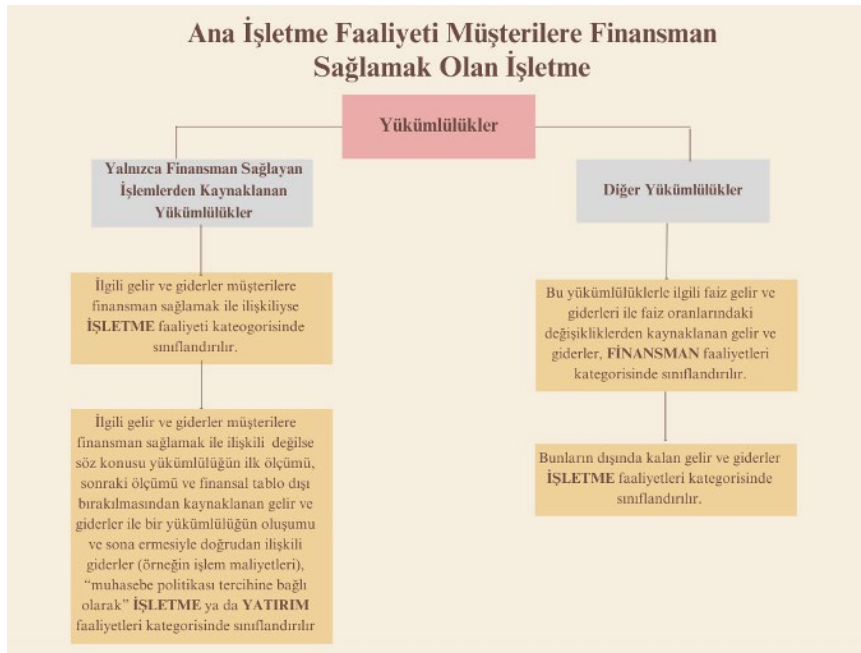 Ana İşletme Faaliyeti Müşterilere Finansman
Sağlamak Olan İşletme
Yükümlülükler
Yalnızca Finansman Sağlayan
İşlemlerden Kaynaklanan
Yükümlülükler
İlgili gelir ve giderler müşterilere
finansman sağlamak ile ilişkiliyse
İŞLETME faaliyeti kateogorisinde
sınıflandırılır.
İlgili gelir ve giderler müşterilere
finansman sağlamak ile ilişkili değilse
söz konusu yükümlülüğün ilk ölçümü,
sonraki ölçümü ve finansal tablo dışı
bırakılmasından kaynaklanan gelir ve
giderler ile bir yükümlülüğün oluşumu
ve sona ermesiyle doğrudan ilişkili
giderler (örneğin işlem maliyetleri),
“muhasebe politikası tercihine bağlı
olarak” İŞLETME ya da YATIRIM
faaliyetleri kategorisinde sınıflandırılır
Diğer Yükümlülükler
Bu yükümlülüklerle ilgili faiz gelir ve
giderleri ile faiz oranlarındaki
değişikliklerden kaynaklanan gelir ve
giderler, FİNANSMAN faaliyetleri
kategorisinde sınıflandırılır.
Bunların dışında kalan gelir ve giderler
İŞLETME faaliyetleri kategorisinde
sınıflandırılır.